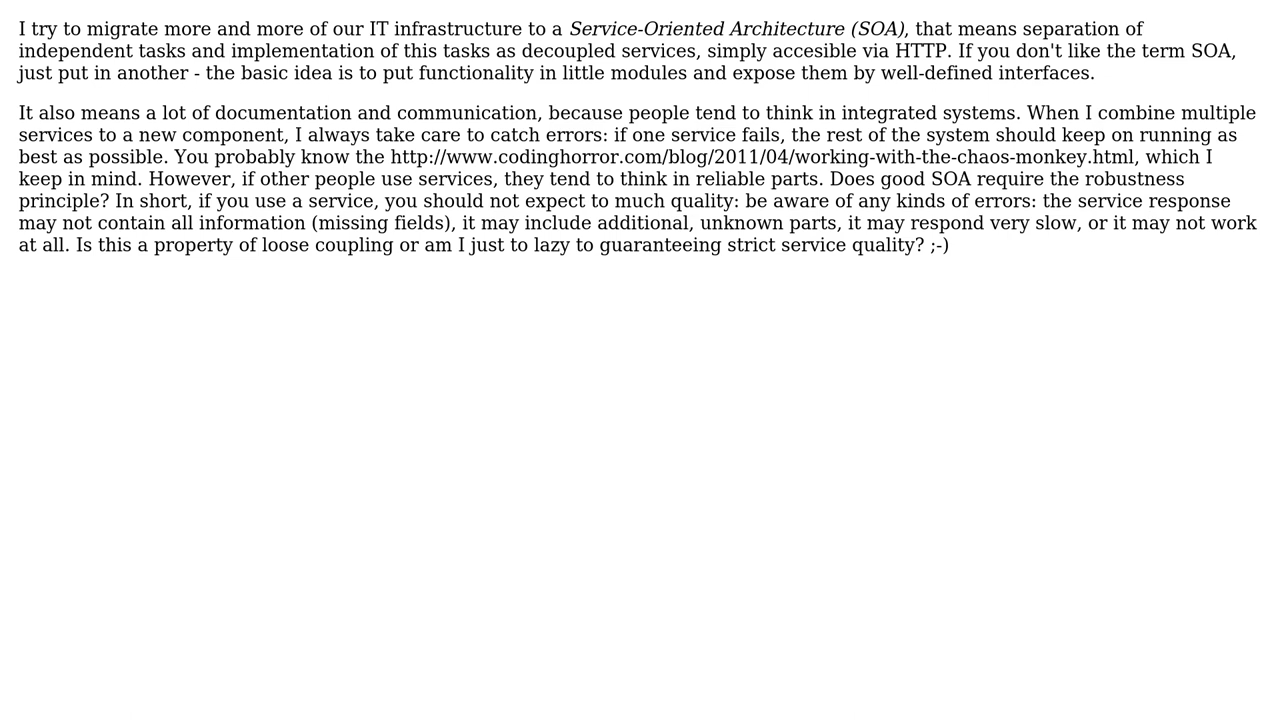 I try to migrate more and more of our IT infrastructure to a Service-Oriented Architecture (SOA), that means separation of
independent tasks and implementation of this tasks as decoupled services, simply accesible via HTTP. If you don't like the term SOA,
just put in another - the basic idea is to put functionality in little modules and expose them by well-defined interfaces.
It also means a lot of documentation and communication, because people tend to think in integrated systems. When I combine multiple
services to a new component, I always take care to catch errors: if one service fails, the rest of the system should keep on running as
best as possible. You probably know the http://www.codinghorror.com/blog/2011/04/working-with-the-chaos-monkey.html, which I
keep in mind. However, if other people use services, they tend to think in reliable parts. Does good SOA require the robustness
principle? In short, if you use a service, you should not expect to much quality: be aware of any kinds of errors: the service response
may not contain all information (missing fields), it may include additional, unknown parts, it may respond very slow, or it may not work
at all. Is this a property of loose coupling or am I just to lazy to guaranteeing strict service quality? ;-)